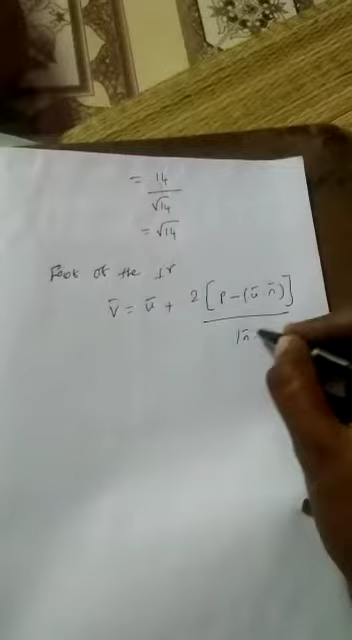 = 14
√14
= √14
Foot of the ⊥r
v̄ = ū + 2 [ p - (ū n̄) ]
|n̄